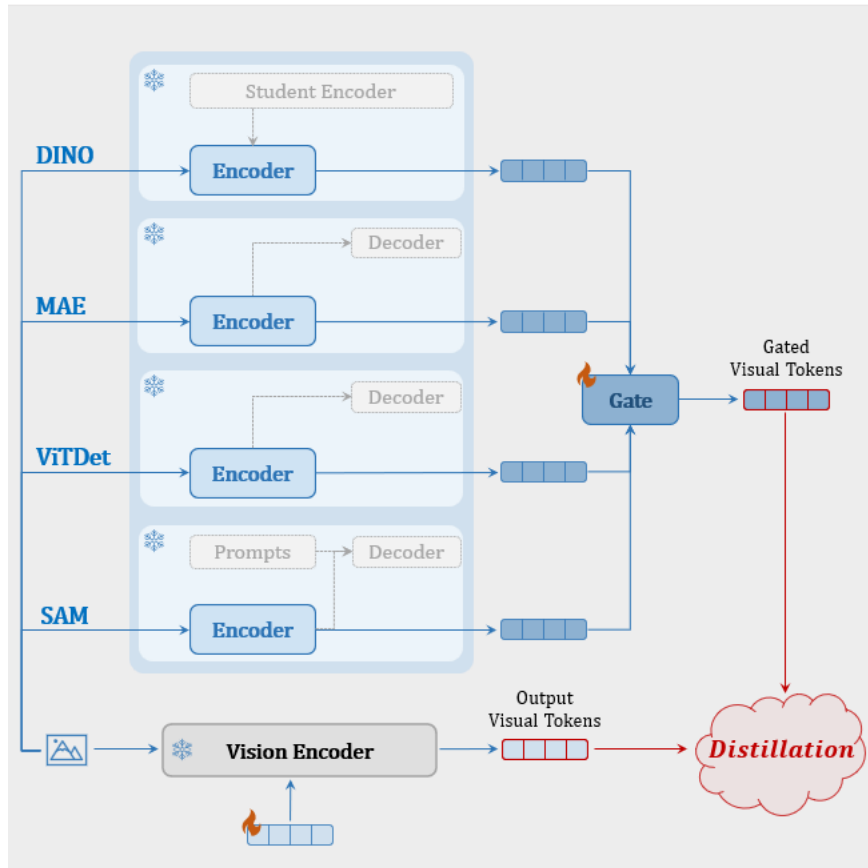 Student Encoder
DINO
Encoder
Decoder
MAE
Encoder
Gated
Visual Tokens
Decoder
Gate
ViTDet
Encoder
Prompts
Decoder
SAM
Encoder
Output
Visual Tokens
Vision Encoder
Distillation